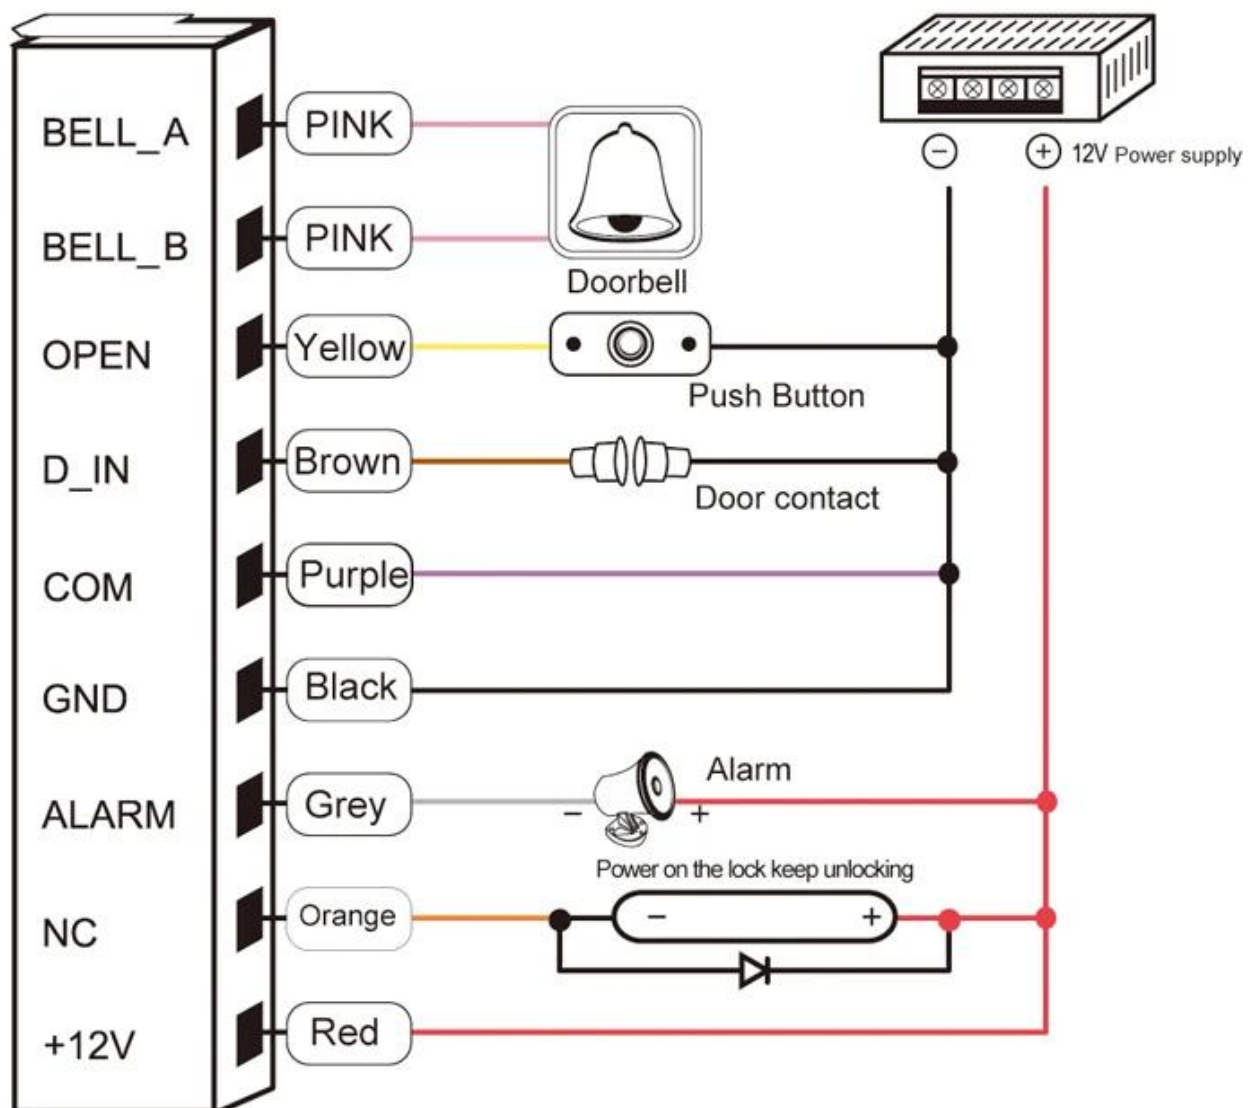 BELL_A
PINK
BELL_B
PINK
Doorbell
− + 12V Power supply
OPEN
Yellow
Push Button
D_IN
Brown
Door contact
COM
Purple
GND
Black
ALARM
Grey
− +
Alarm
Power on the lock keep unlocking
NC
Orange
− +
+12V
Red